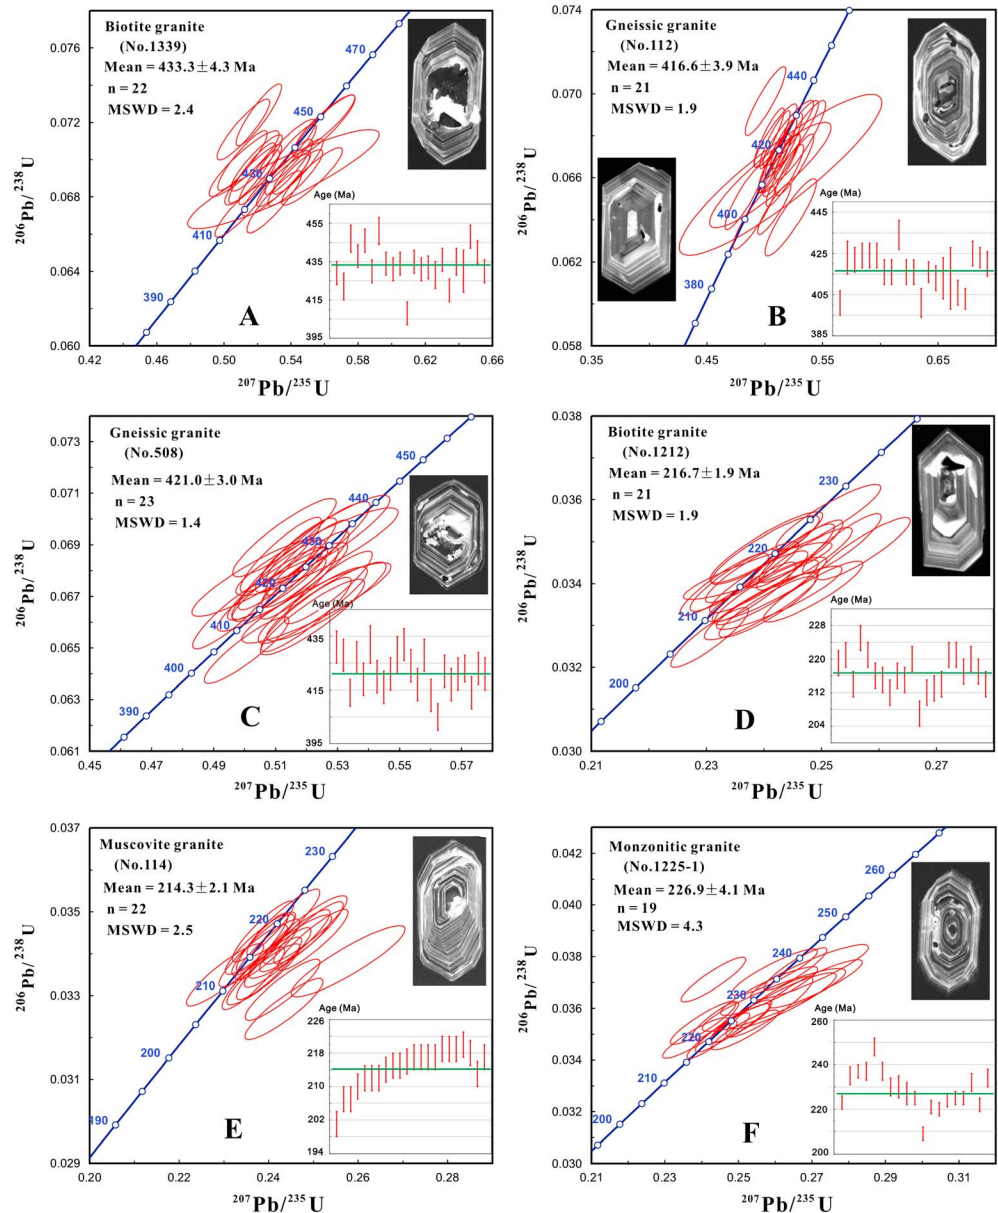 Biotite granite
(No.1339)
Mean = 433.3±4.3 Ma
n = 22
MSWD = 2.4
0.076
0.072
0.068
0.064
0.060
206Pb/238U
470
450
430
410
390
Age (Ma)
455
435
415
395
A
0.42 0.46 0.50 0.54 0.58 0.62 0.66
207Pb/235U
Gneissic granite
(No.112)
Mean = 416.6±3.9 Ma
n = 21
MSWD = 1.9
0.074
0.070
0.066
0.062
0.058
206Pb/238U
440
420
400
380
Age (Ma)
445
425
405
385
B
0.35 0.45 0.55 0.65
207Pb/235U
Gneissic granite
(No.508)
Mean = 421.0±3.0 Ma
n = 23
MSWD = 1.4
0.073
0.071
0.069
0.067
0.065
0.063
0.061
206Pb/238U
450
440
430
420
410
400
390
Age (Ma)
435
415
395
C
0.45 0.47 0.49 0.51 0.53 0.55 0.57
207Pb/235U
Biotite granite
(No.1212)
Mean = 216.7±1.9 Ma
n = 21
MSWD = 1.9
0.038
0.036
0.034
0.032
0.030
206Pb/238U
230
220
210
200
Age (Ma)
228
220
212
204
D
0.21 0.23 0.25 0.27
207Pb/235U
Muscovite granite
(No.114)
Mean = 214.3±2.1 Ma
n = 22
MSWD = 2.5
0.037
0.035
0.033
0.031
0.029
206Pb/238U
230
220
210
200
190
Age (Ma)
226
218
210
202
194
E
0.20 0.22 0.24 0.26 0.28
207Pb/235U
Monzonitic granite
(No.1225-1)
Mean = 226.9±4.1 Ma
n = 19
MSWD = 4.3
0.042
0.040
0.038
0.036
0.034
0.032
0.030
206Pb/238U
260
250
240
230
220
210
200
Age (Ma)
260
240
220
200
F
0.21 0.23 0.25 0.27 0.29 0.31
207Pb/235U